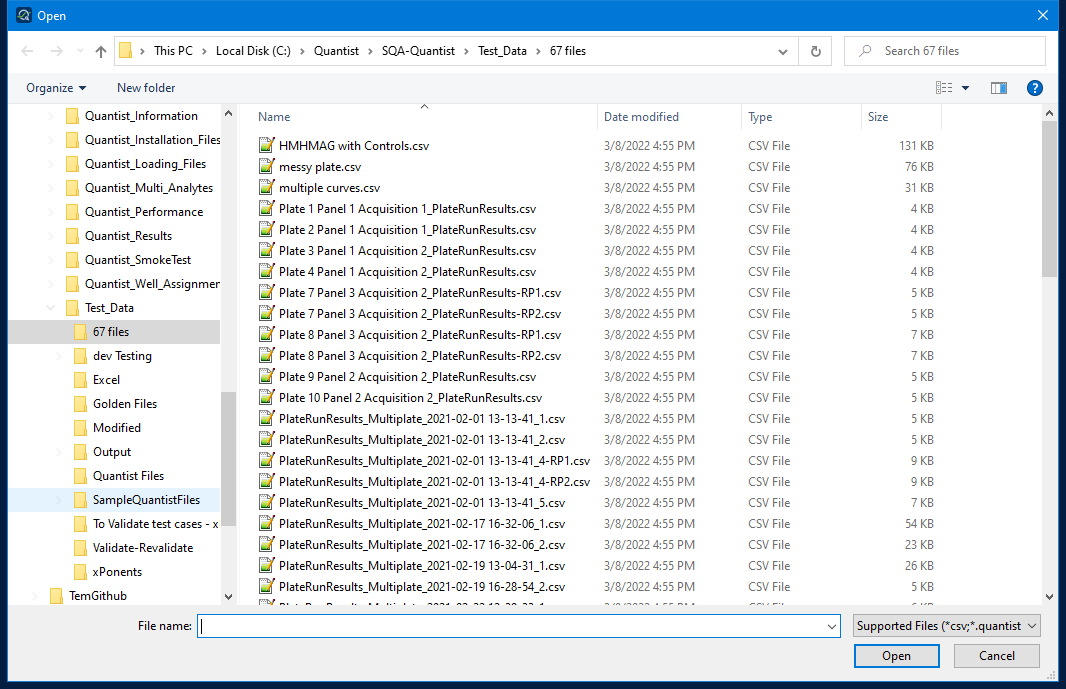 Open
This PC > Local Disk (C:) > Quantist > SQA-Quantist > Test_Data > 67 files
Search 67 files
Organize
New folder
Quantist_Information
Quantist_Installation_Files
Quantist_Loading_Files
Quantist_Multi_Analytes
Quantist_Performance
Quantist_Results
Quantist_SmokeTest
Quantist_Well_Assignmen
Test_Data
67 files
dev Testing
Excel
Golden Files
Modified
Output
Quantist Files
SampleQuantistFiles
To Validate test cases - x
Validate-Revalidate
xPonents
TemGithub
Name Date modified Type Size
HMHMAG with Controls.csv 3/8/2022 4:55 PM CSV File 131 KB
messy plate.csv 3/8/2022 4:55 PM CSV File 76 KB
multiple curves.csv 3/8/2022 4:55 PM CSV File 31 KB
Plate 1 Panel 1 Acquisition 1_PlateRunResults.csv 3/8/2022 4:55 PM CSV File 4 KB
Plate 2 Panel 1 Acquisition 1_PlateRunResults.csv 3/8/2022 4:55 PM CSV File 4 KB
Plate 3 Panel 1 Acquisition 2_PlateRunResults.csv 3/8/2022 4:55 PM CSV File 4 KB
Plate 4 Panel 1 Acquisition 2_PlateRunResults.csv 3/8/2022 4:55 PM CSV File 4 KB
Plate 7 Panel 3 Acquisition 2_PlateRunResults-RP1.csv 3/8/2022 4:55 PM CSV File 5 KB
Plate 7 Panel 3 Acquisition 2_PlateRunResults-RP2.csv 3/8/2022 4:55 PM CSV File 5 KB
Plate 8 Panel 3 Acquisition 2_PlateRunResults-RP1.csv 3/8/2022 4:55 PM CSV File 7 KB
Plate 8 Panel 3 Acquisition 2_PlateRunResults-RP2.csv 3/8/2022 4:55 PM CSV File 7 KB
Plate 9 Panel 2 Acquisition 2_PlateRunResults.csv 3/8/2022 4:55 PM CSV File 5 KB
Plate 10 Panel 2 Acquisition 2_PlateRunResults.csv 3/8/2022 4:55 PM CSV File 5 KB
PlateRunResults_Multiplate_2021-02-01 13-13-41_1.csv 3/8/2022 4:55 PM CSV File 5 KB
PlateRunResults_Multiplate_2021-02-01 13-13-41_2.csv 3/8/2022 4:55 PM CSV File 5 KB
PlateRunResults_Multiplate_2021-02-01 13-13-41_4-RP1.csv 3/8/2022 4:55 PM CSV File 9 KB
PlateRunResults_Multiplate_2021-02-01 13-13-41_4-RP2.csv 3/8/2022 4:55 PM CSV File 9 KB
PlateRunResults_Multiplate_2021-02-01 13-13-41_5.csv 3/8/2022 4:55 PM CSV File 7 KB
PlateRunResults_Multiplate_2021-02-17 16-32-06_1.csv 3/8/2022 4:55 PM CSV File 54 KB
PlateRunResults_Multiplate_2021-02-17 16-32-06_2.csv 3/8/2022 4:55 PM CSV File 23 KB
PlateRunResults_Multiplate_2021-02-19 13-04-31_1.csv 3/8/2022 4:55 PM CSV File 26 KB
PlateRunResults_Multiplate_2021-02-19 16-28-54_2.csv 3/8/2022 4:55 PM CSV File 5 KB
File name:
Supported Files (*csv;*.quantist
Open
Cancel